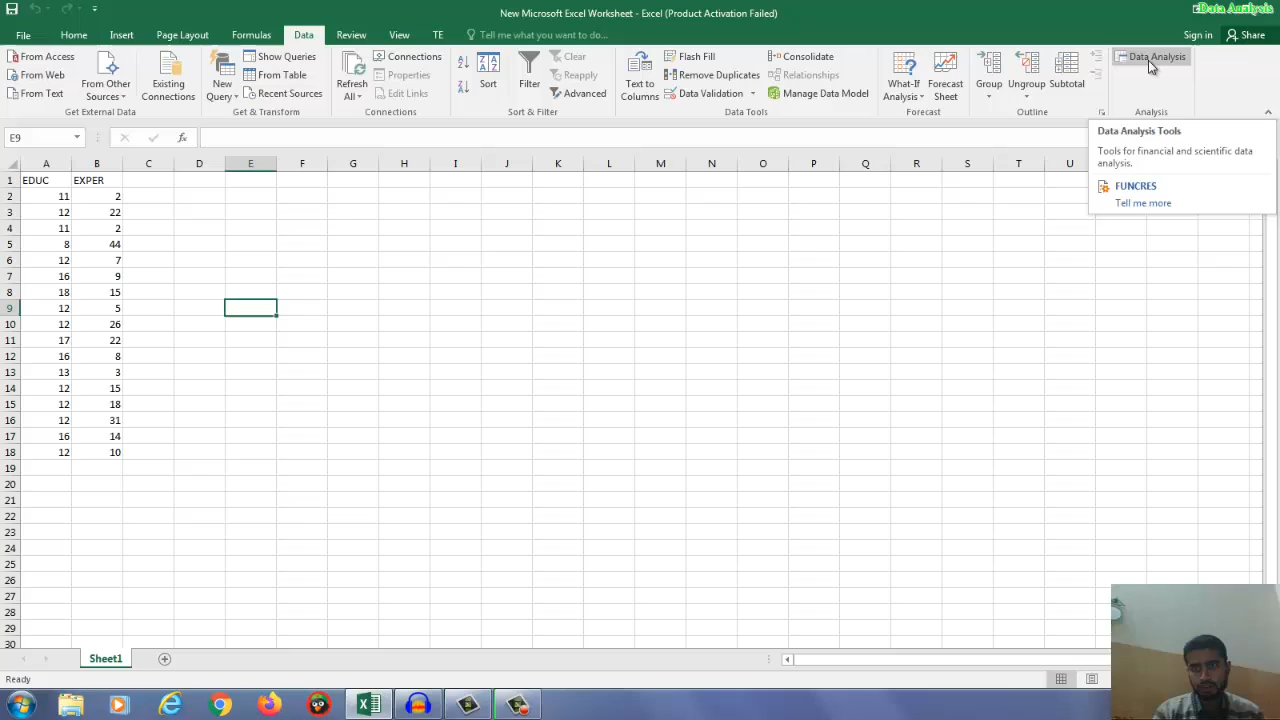 New Microsoft Excel Worksheet - Excel (Product Activation Failed)
Data Analysis
File Home Insert Page Layout Formulas Data Review View TE Tell me what you want to do... Sign in Share
From Access
From Web
From Text
From Other Sources
Get External Data
Existing Connections
New Query
Show Queries
From Table
Recent Sources
Get & Transform
Refresh All
Connections
Properties
Edit Links
Connections
Sort
Filter
Clear
Reapply
Advanced
Sort & Filter
Text to Columns
Flash Fill
Remove Duplicates
Data Validation
Consolidate
Relationships
Manage Data Model
Data Tools
What-If Analysis
Forecast Sheet
Forecast
Group
Ungroup
Subtotal
Outline
Data Analysis
Analysis
E9
fx
Data Analysis Tools
Tools for financial and scientific data
analysis.
FUNCRES
Tell me more
A B C D E F G H I J K L M N O P Q R S T U
1 EDUC EXPER
2 11 2
3 12 22
4 11 2
5 8 44
6 12 7
7 16 9
8 18 15
9 12 5
10 12 26
11 17 22
12 16 8
13 13 3
14 12 15
15 12 18
16 12 31
17 16 14
18 12 10
19
20
21
22
23
24
25
26
27
28
29
30
Sheet1
Ready